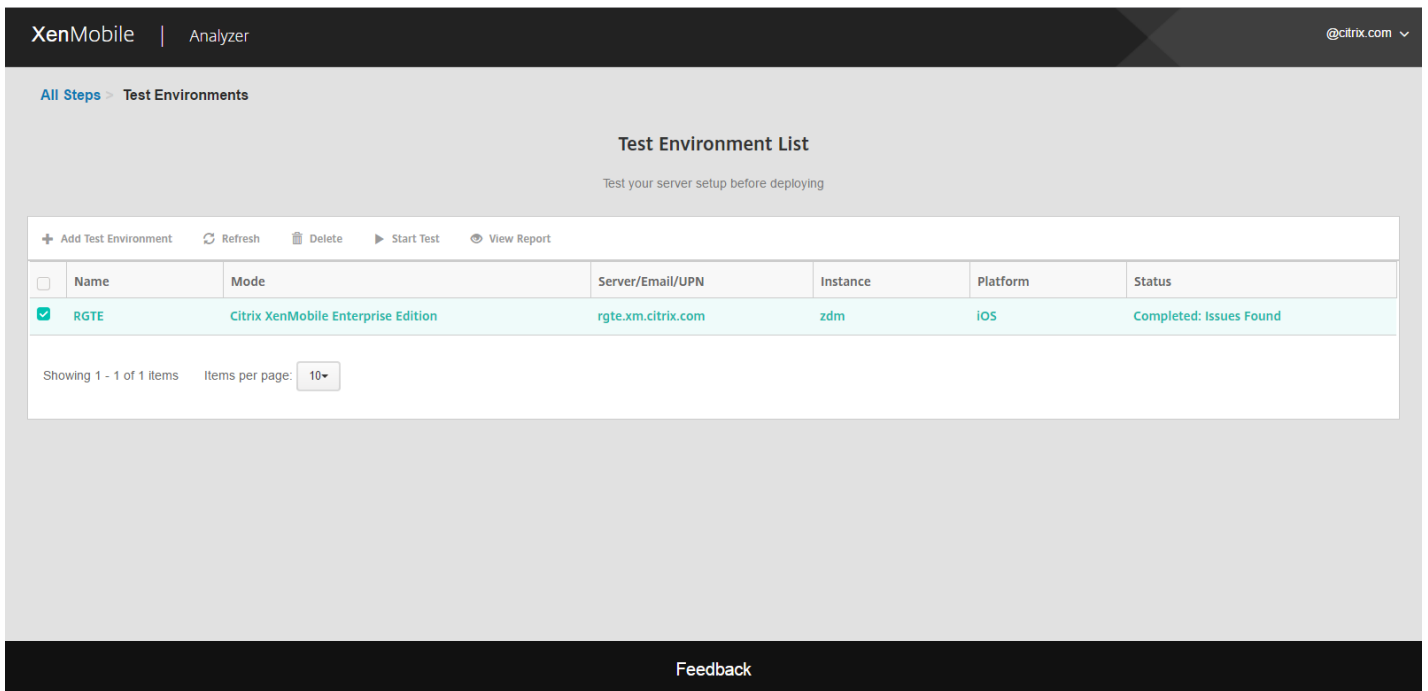 XenMobile | Analyzer @citrix.com
All Steps > Test Environments
Test Environment List
Test your server setup before deploying
Add Test Environment Refresh Delete Start Test View Report
Name Mode Server/Email/UPN Instance Platform Status
RGTE Citrix XenMobile Enterprise Edition rgte.xm.citrix.com zdm iOS Completed: Issues Found
Showing 1 - 1 of 1 items Items per page: 10
Feedback